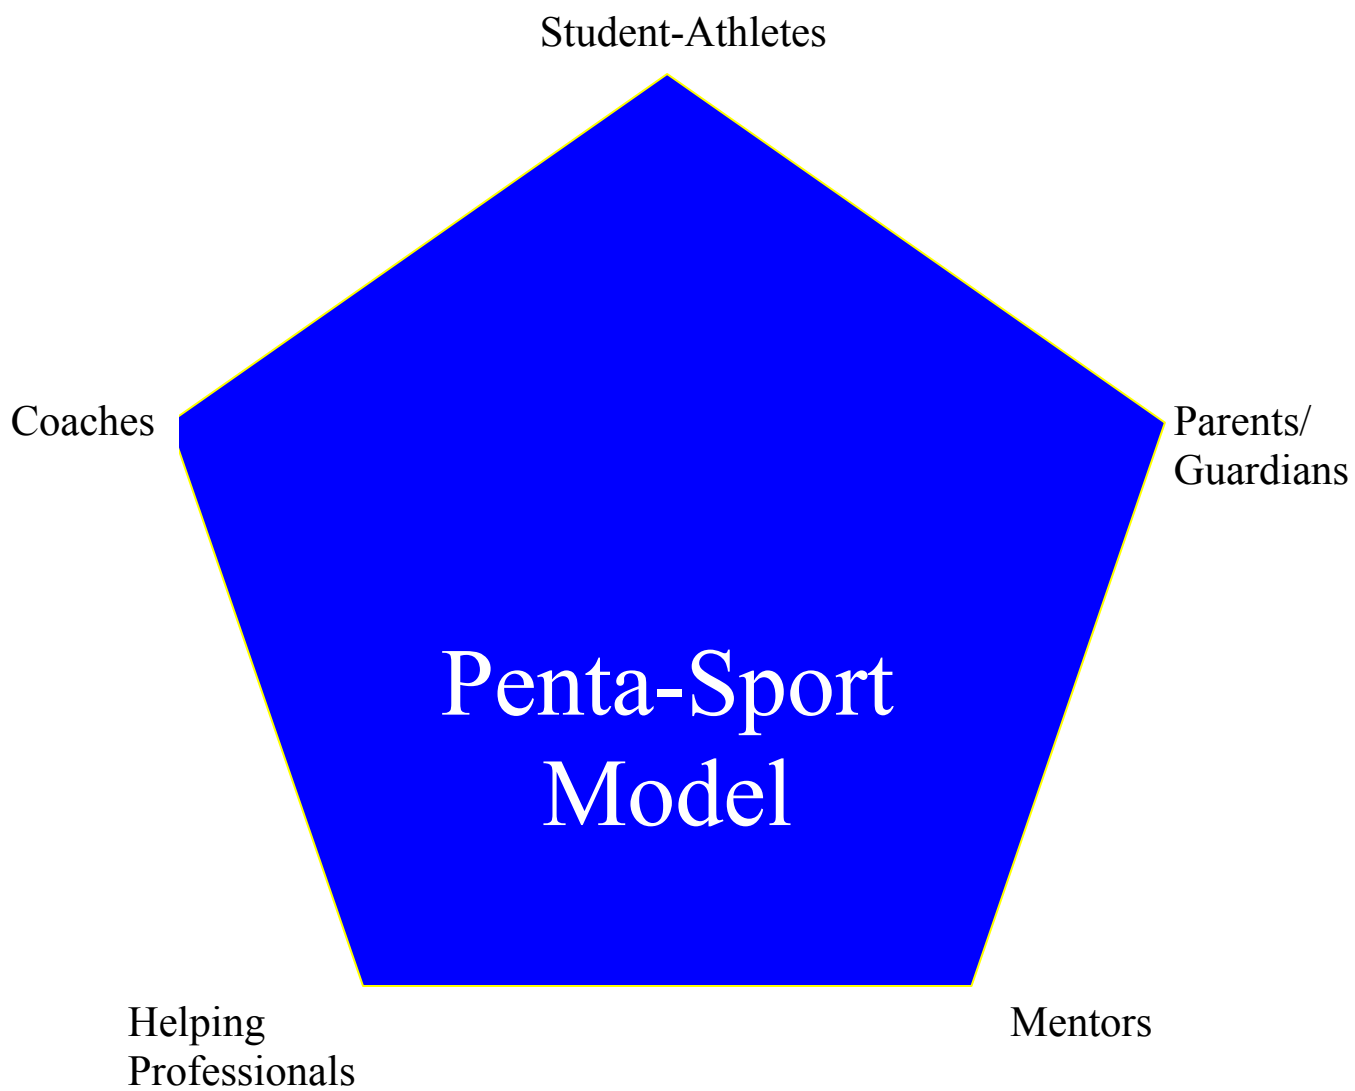 Student-Athletes
Coaches
Parents/
Guardians
Penta-Sport
Model
Helping
Professionals
Mentors